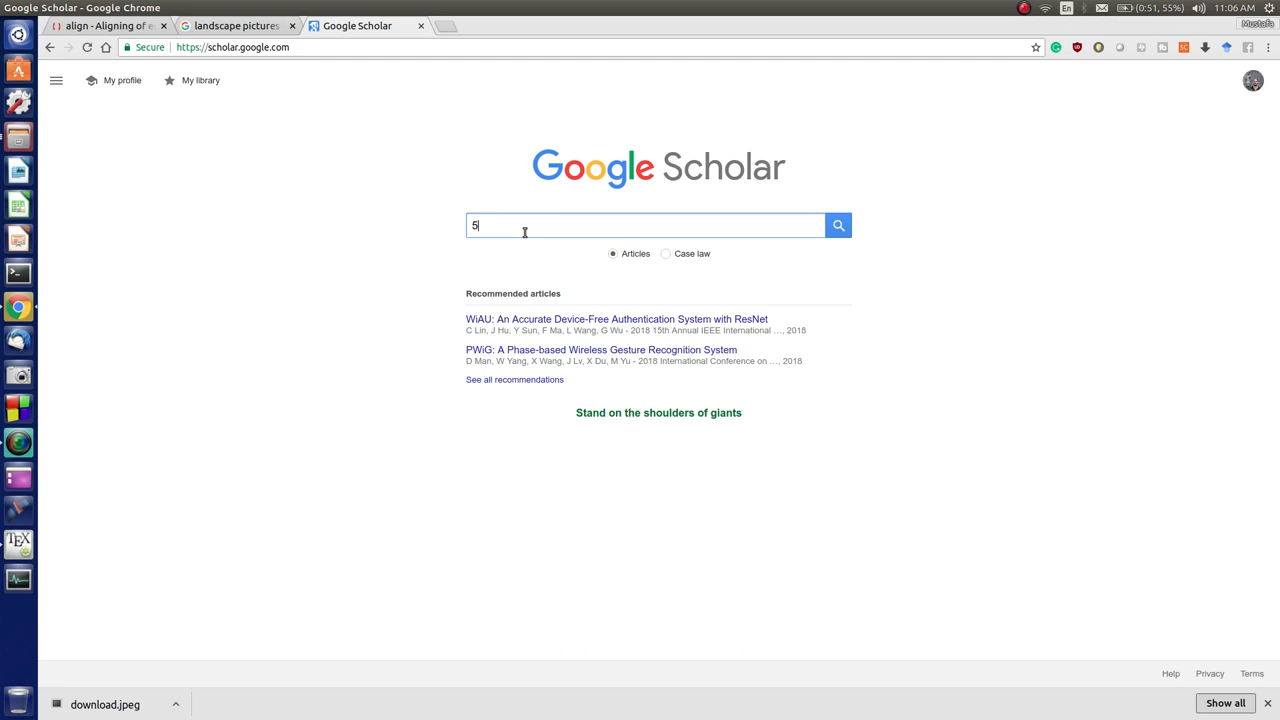 Google Scholar - Google Chrome
En
(0:51, 55%)
11:06 AM
align - Aligning of e
landscape pictures
Google Scholar
Mustafa
Secure
https://scholar.google.com
My profile
My library
Google Scholar
5
Articles
Case law
Recommended articles
WiAU: An Accurate Device-Free Authentication System with ResNet
C Lin, J Hu, Y Sun, F Ma, L Wang, G Wu - 2018 15th Annual IEEE International …, 2018
PWiG: A Phase-based Wireless Gesture Recognition System
D Man, W Yang, X Wang, J Lv, X Du, M Yu - 2018 International Conference on …, 2018
See all recommendations
Stand on the shoulders of giants
TEX
Help
Privacy
Terms
download.jpeg
Show all